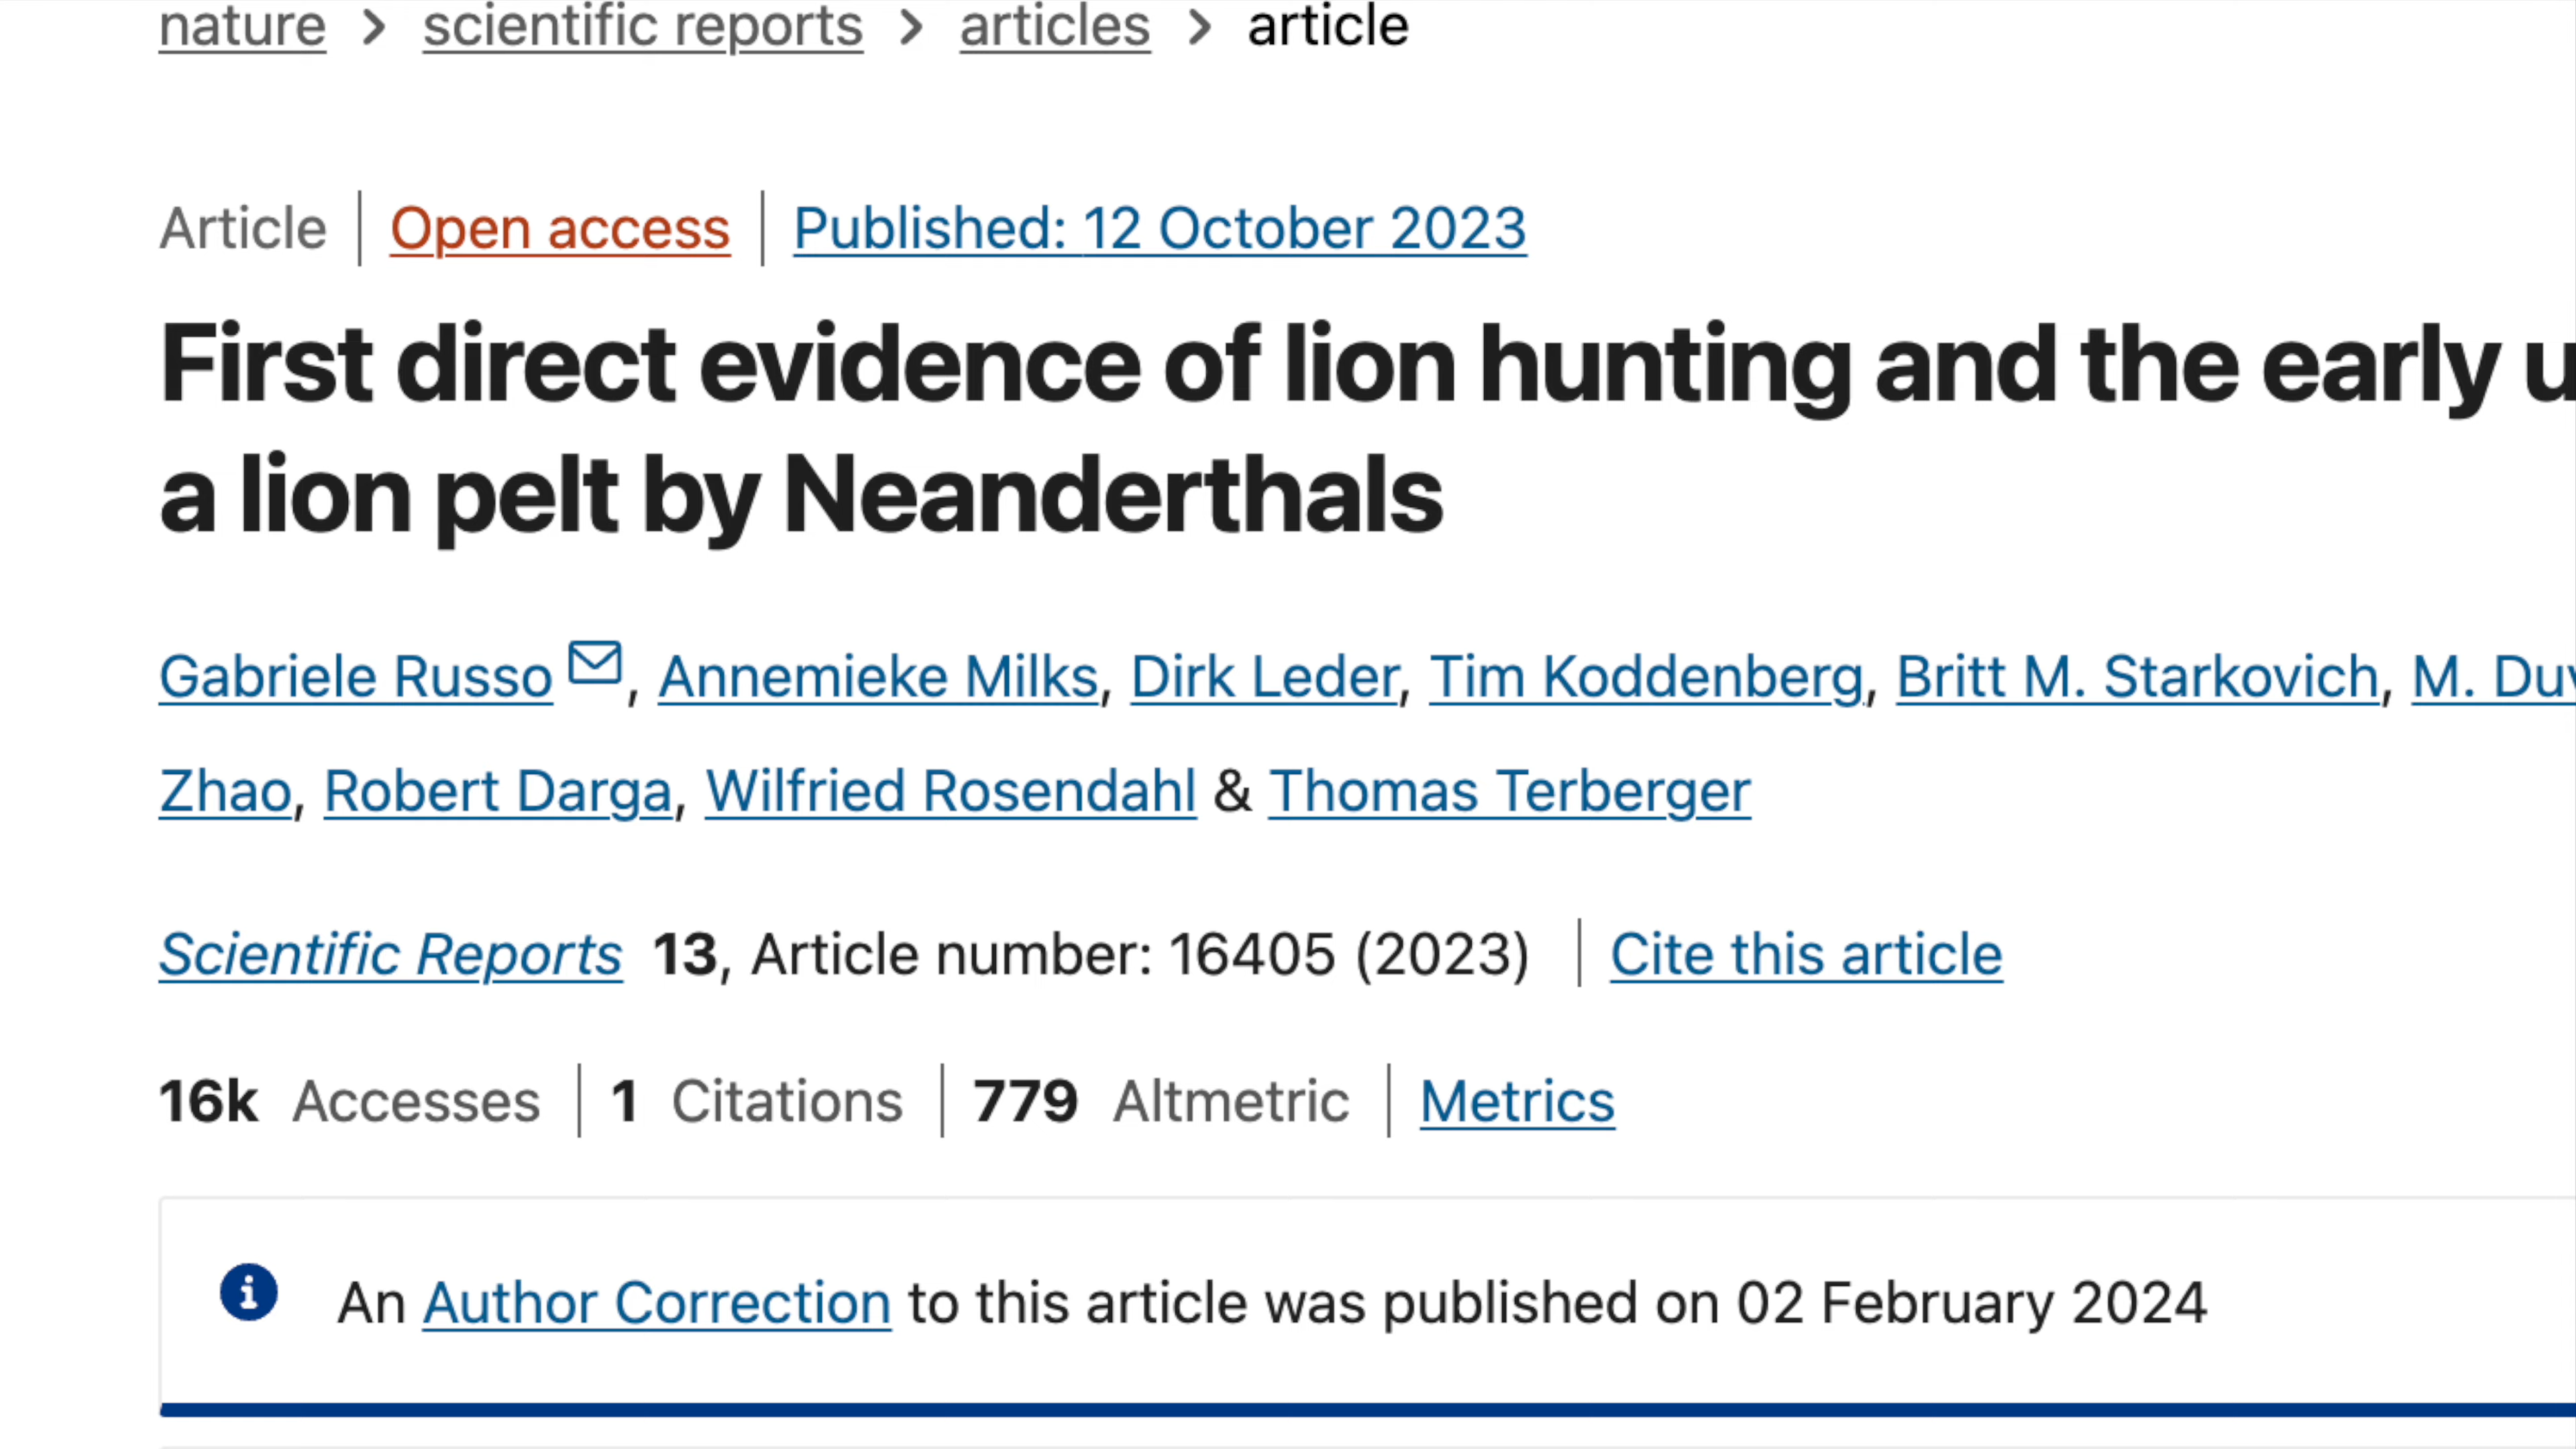 nature > scientific reports > articles > article
Article | Open access | Published: 12 October 2023
First direct evidence of lion hunting and the early u
a lion pelt by Neanderthals
Gabriele Russo, Annemieke Milks, Dirk Leder, Tim Koddenberg, Britt M. Starkovich, M. Duv
Zhao, Robert Darga, Wilfried Rosendahl & Thomas Terberger
Scientific Reports 13, Article number: 16405 (2023) | Cite this article
16k Accesses | 1 Citations | 779 Altmetric | Metrics
An Author Correction to this article was published on 02 February 2024